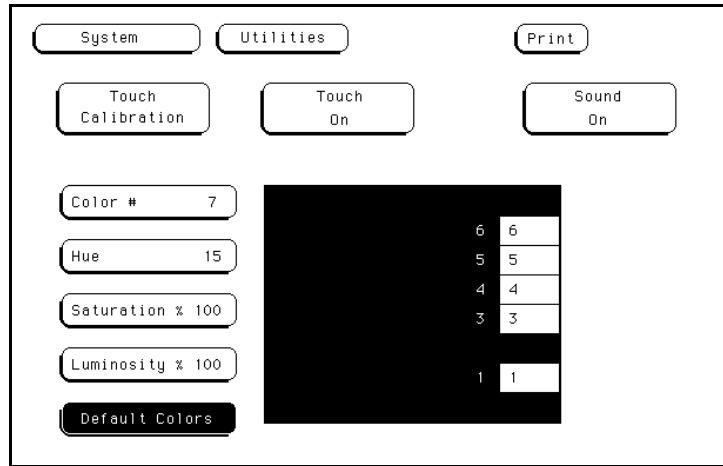 System Utilities Print
Touch Calibration
Touch On
Sound On
Color # 7
Hue 15
Saturation % 100
Luminosity % 100
Default Colors
6 6
5 5
4 4
3 3
1 1